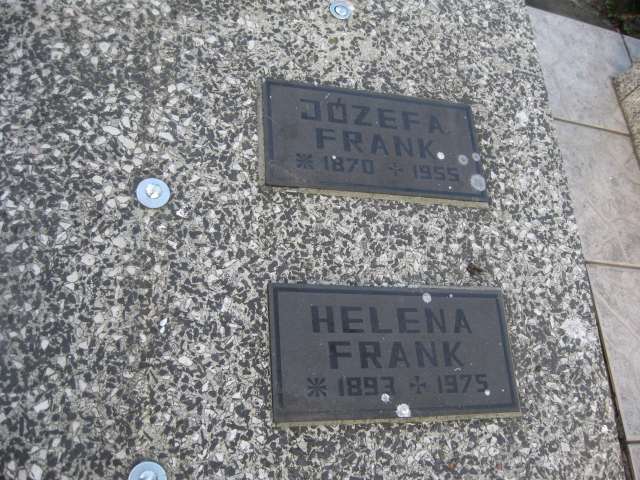 JÓZEFA
FRANK
* 1870 + 1955
HELENA
FRANK
* 1893 + 1975